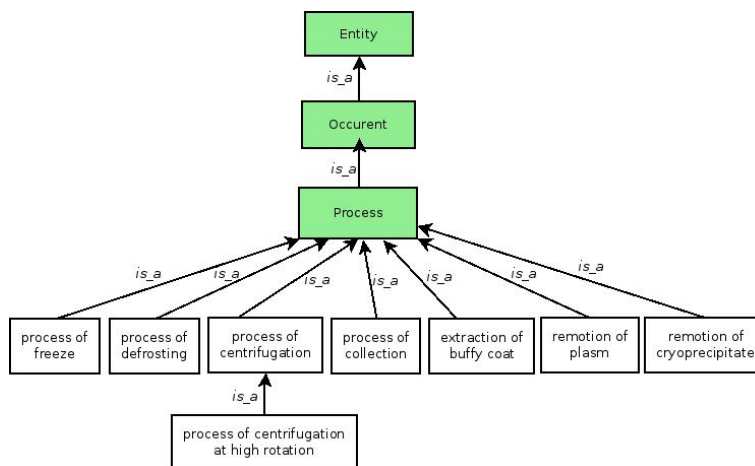 Entity
is_a
Occurent
is_a
Process
is_a
is_a
is_a
is_a
is_a
is_a
is_a
process of
freeze
process of
defrosting
process of
centrifugation
process of
collection
extraction of
buffy coat
remotion of
plasm
remotion of
cryoprecipitate
is_a
process of centrifugation
at high rotation